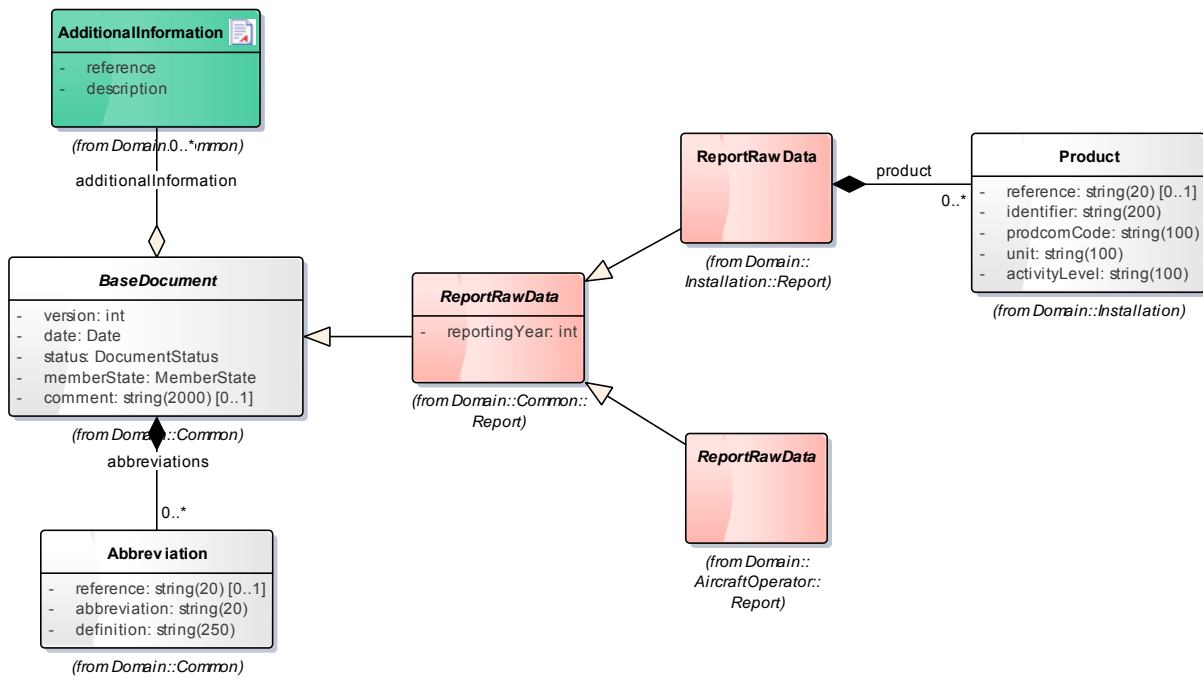 AdditionalInformation
- reference
- description
(from Domain::Common)
0..*
additionalInformation
BaseDocument
- version: int
- date: Date
- status: DocumentStatus
- memberState: MemberState
- comment: string(2000) [0..1]
(from Domain::Common)
abbreviations
0..*
Abbreviation
- reference: string(20) [0..1]
- abbreviation: string(20)
- definition: string(250)
(from Domain::Common)
ReportRawData
- reportingYear: int
(from Domain::Common::
Report)
ReportRawData
(from Domain::
Installation::Report)
product
0..*
Product
- reference: string(20) [0..1]
- identifier: string(200)
- prodcomCode: string(100)
- unit: string(100)
- activityLevel: string(100)
(from Domain::Installation)
ReportRawData
(from Domain::
AircraftOperator::
Report)